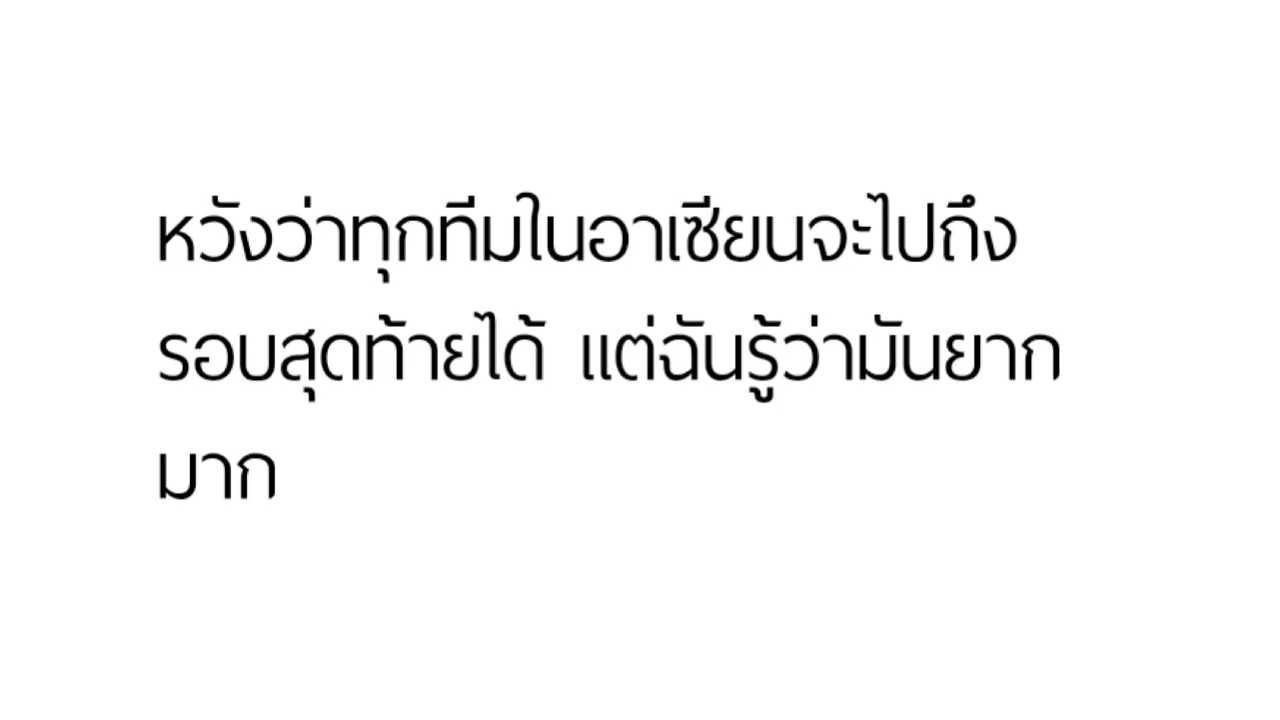 หวังว่าทุกทีมในอาเซียนจะไปถึง
รอบสุดท้ายได้ แต่ฉันรู้ว่ามันยาก
มาก